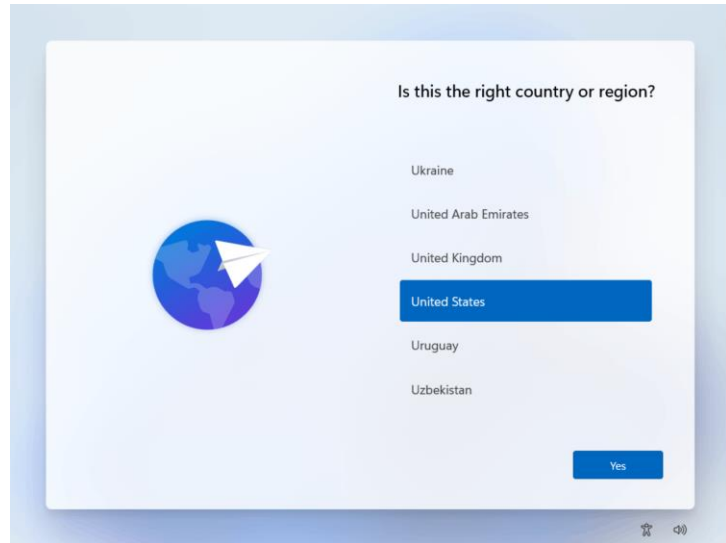 Is this the right country or region?
Ukraine
United Arab Emirates
United Kingdom
United States
Uruguay
Uzbekistan
Yes